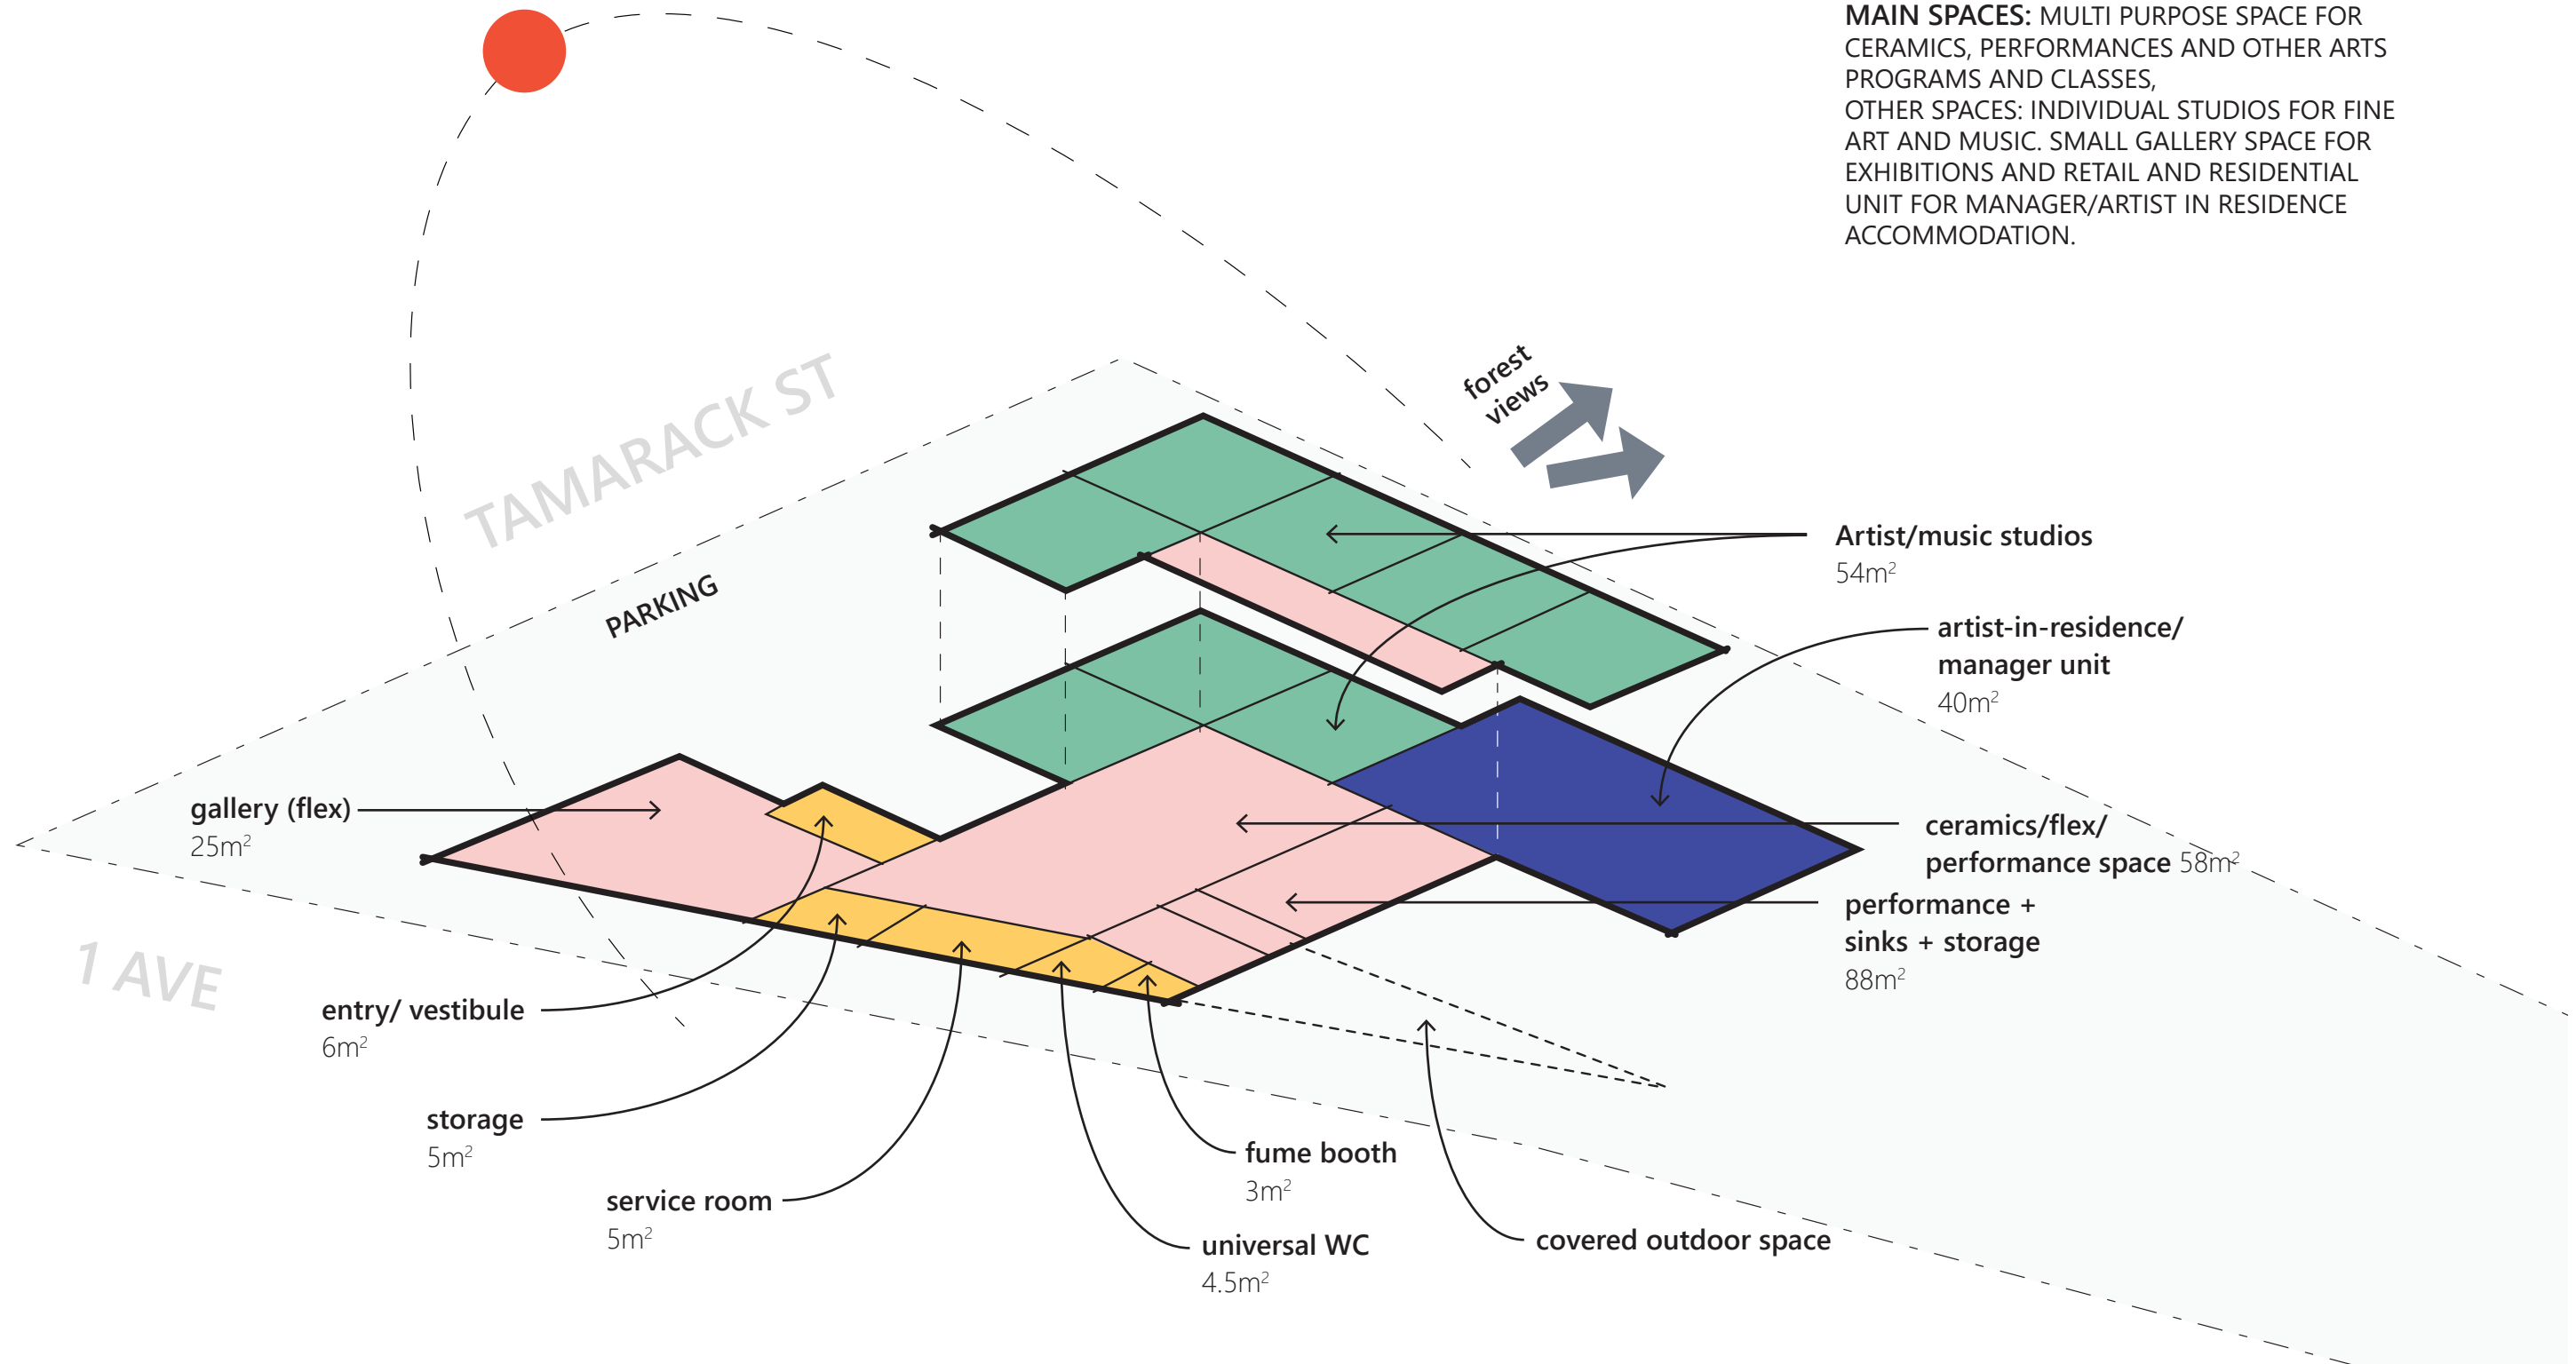 MAIN SPACES: MULTI PURPOSE SPACE FOR
CERAMICS, PERFORMANCES AND OTHER ARTS
PROGRAMS AND CLASSES,
OTHER SPACES: INDIVIDUAL STUDIOS FOR FINE
ART AND MUSIC. SMALL GALLERY SPACE FOR
EXHIBITIONS AND RETAIL AND RESIDENTIAL
UNIT FOR MANAGER/ARTIST IN RESIDENCE
ACCOMMODATION.
forest
views
TAMARACK ST
PARKING
Artist/music studios
54m²
artist-in-residence/
manager unit
40m²
gallery (flex)
25m²
ceramics/flex/
performance space 58m²
performance +
sinks + storage
88m²
1 AVE
entry/ vestibule
6m²
storage
5m²
service room
5m²
fume booth
3m²
universal WC
4.5m²
covered outdoor space